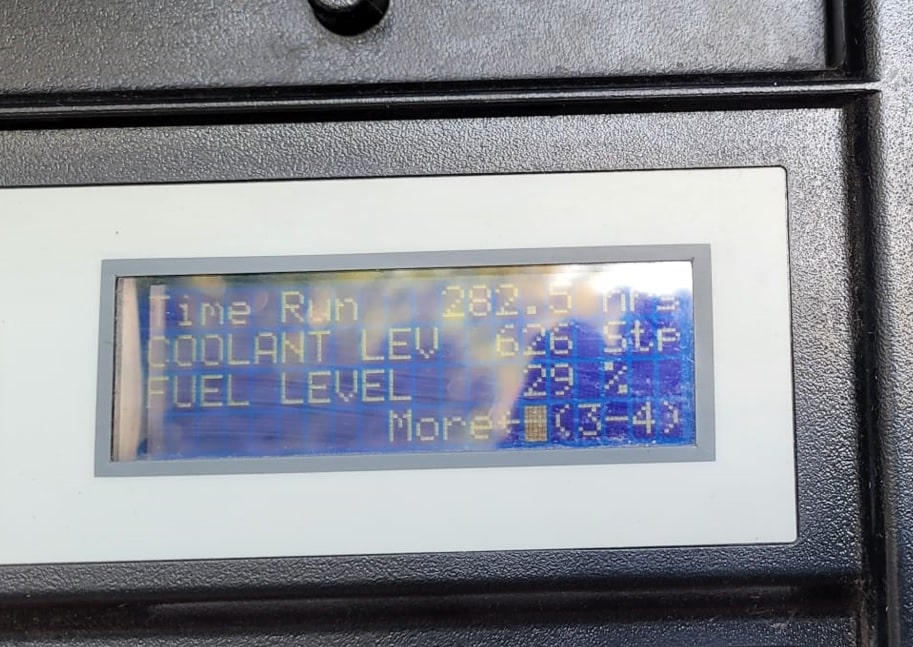 Time Run 282.5 hrs
COOLANT LEV 626 Stp
FUEL LEVEL 29 %
More← (3-4)